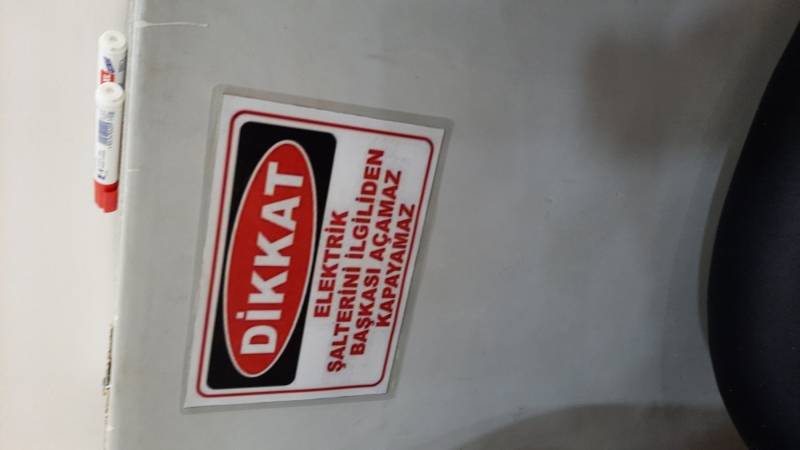 DİKKAT
ELEKTRİK
ŞALTERİNİ İLGİLİDEN
BAŞKASI AÇAMAZ
KAPAYAMAZ